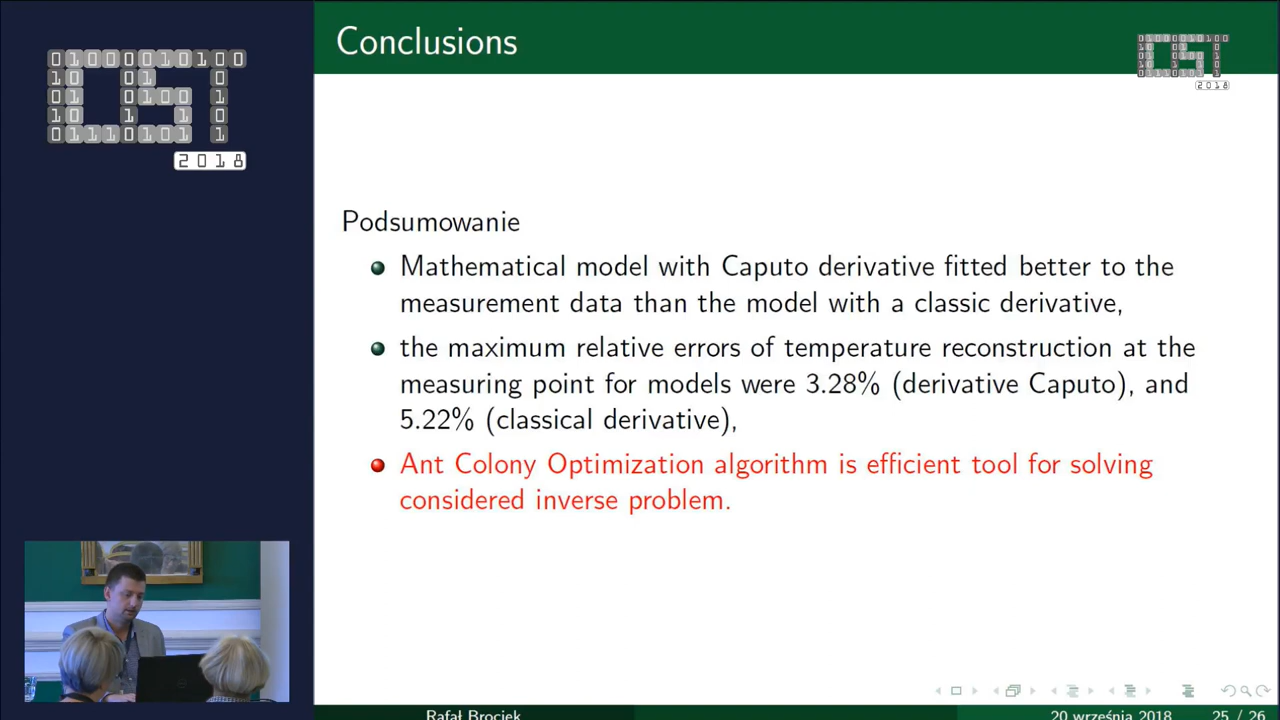 Conclusions
2018
2018
Podsumowanie
Mathematical model with Caputo derivative fitted better to the
measurement data than the model with a classic derivative,
the maximum relative errors of temperature reconstruction at the
measuring point for models were 3.28% (derivative Caputo), and
5.22% (classical derivative),
Ant Colony Optimization algorithm is efficient tool for solving
considered inverse problem.
Rafał Brociek
20 września 2018
25 / 26